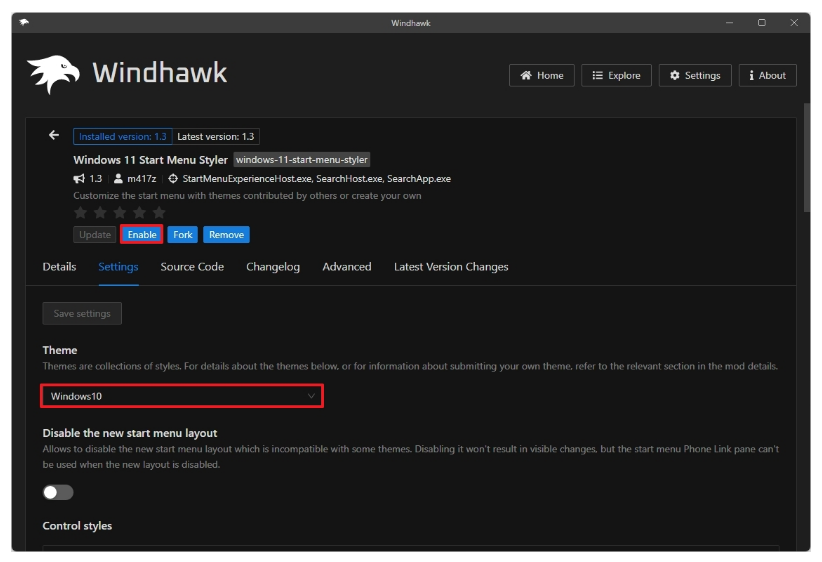 Windhawk
Windhawk
Home
Explore
Settings
About
Installed version: 1.3
Latest version: 1.3
Windows 11 Start Menu Styler windows-11-start-menu-styler
1.3 m417z StartMenuExperienceHost.exe, SearchHost.exe, SearchApp.exe
Customize the start menu with themes contributed by others or create your own
Update
Enable
Fork
Remove
Details
Settings
Source Code
Changelog
Advanced
Latest Version Changes
Save settings
Theme
Themes are collections of styles. For details about the themes below, or for information about submitting your own theme, refer to the relevant section in the mod details.
Windows10
Disable the new start menu layout
Allows to disable the new start menu layout which is incompatible with some themes. Disabling it won't result in visible changes, but the start menu Phone Link pane can't
be used when the new layout is disabled.
Control styles